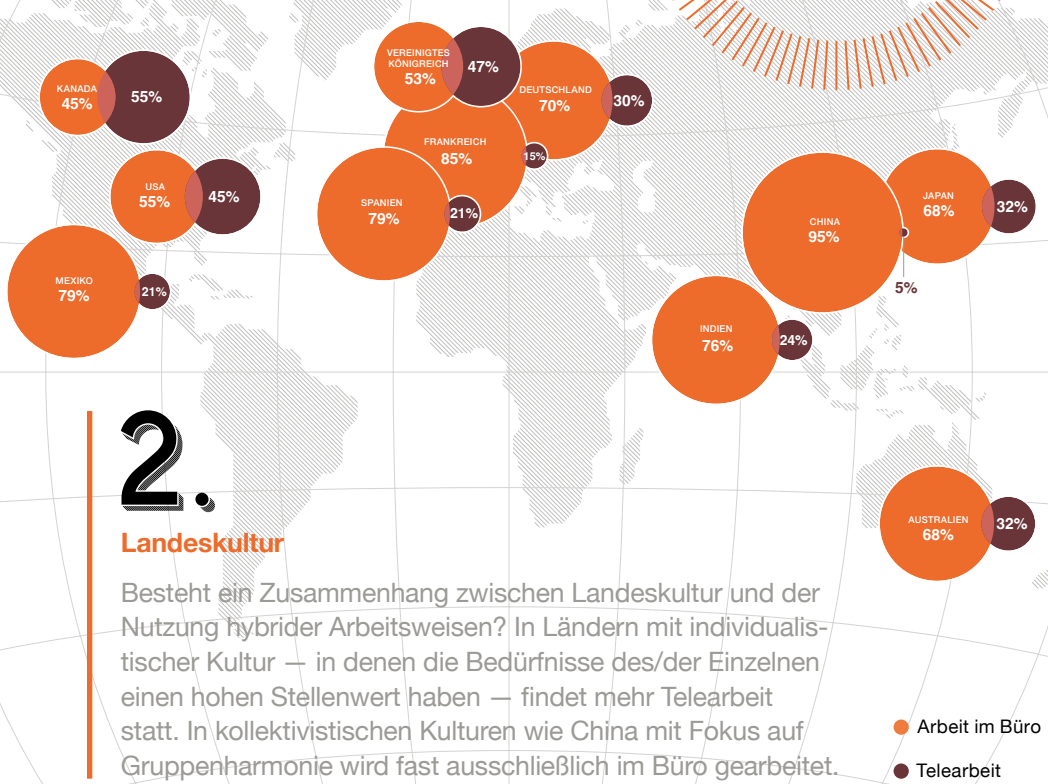 VEREINIGTES
KÖNIGREICH
53%
47%
KANADA
45%
55%
DEUTSCHLAND
70%
30%
FRANKREICH
85%
15%
USA
55%
45%
SPANIEN
79%
21%
CHINA
95%
5%
JAPAN
68%
32%
MEXIKO
79%
21%
INDIEN
76%
24%
AUSTRALIEN
68%
32%
2.
Landeskultur
Besteht ein Zusammenhang zwischen Landeskultur und der
Nutzung hybrider Arbeitsweisen? In Ländern mit individualis-
tischer Kultur — in denen die Bedürfnisse des/der Einzelnen
einen hohen Stellenwert haben — findet mehr Telearbeit
statt. In kollektivistischen Kulturen wie China mit Fokus auf
Gruppenharmonie wird fast ausschließlich im Büro gearbeitet.
Arbeit im Büro
Telearbeit